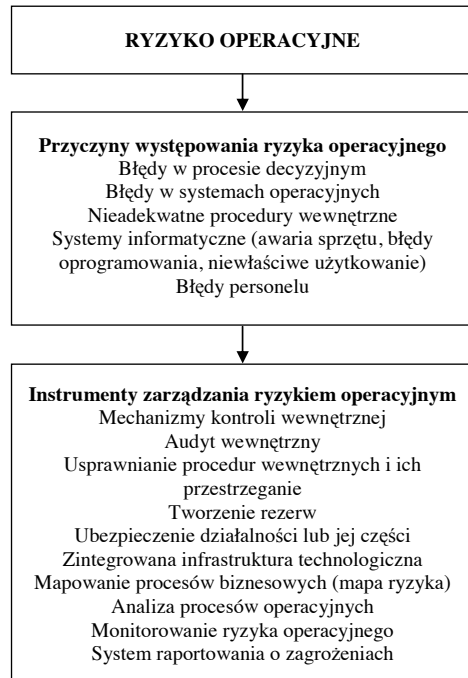 RYZYKO OPERACYJNE
Przyczyny występowania ryzyka operacyjnego
Błędy w procesie decyzyjnym
Błędy w systemach operacyjnych
Nieadekwatne procedury wewnętrzne
Systemy informatyczne (awaria sprzętu, błędy
oprogramowania, niewłaściwe użytkowanie)
Błędy personelu
Instrumenty zarządzania ryzykiem operacyjnym
Mechanizmy kontroli wewnętrznej
Audyt wewnętrzny
Usprawnianie procedur wewnętrznych i ich
przestrzeganie
Tworzenie rezerw
Ubezpieczenie działalności lub jej części
Zintegrowana infrastruktura technologiczna
Mapowanie procesów biznesowych (mapa ryzyka)
Analiza procesów operacyjnych
Monitorowanie ryzyka operacyjnego
System raportowania o zagrożeniach